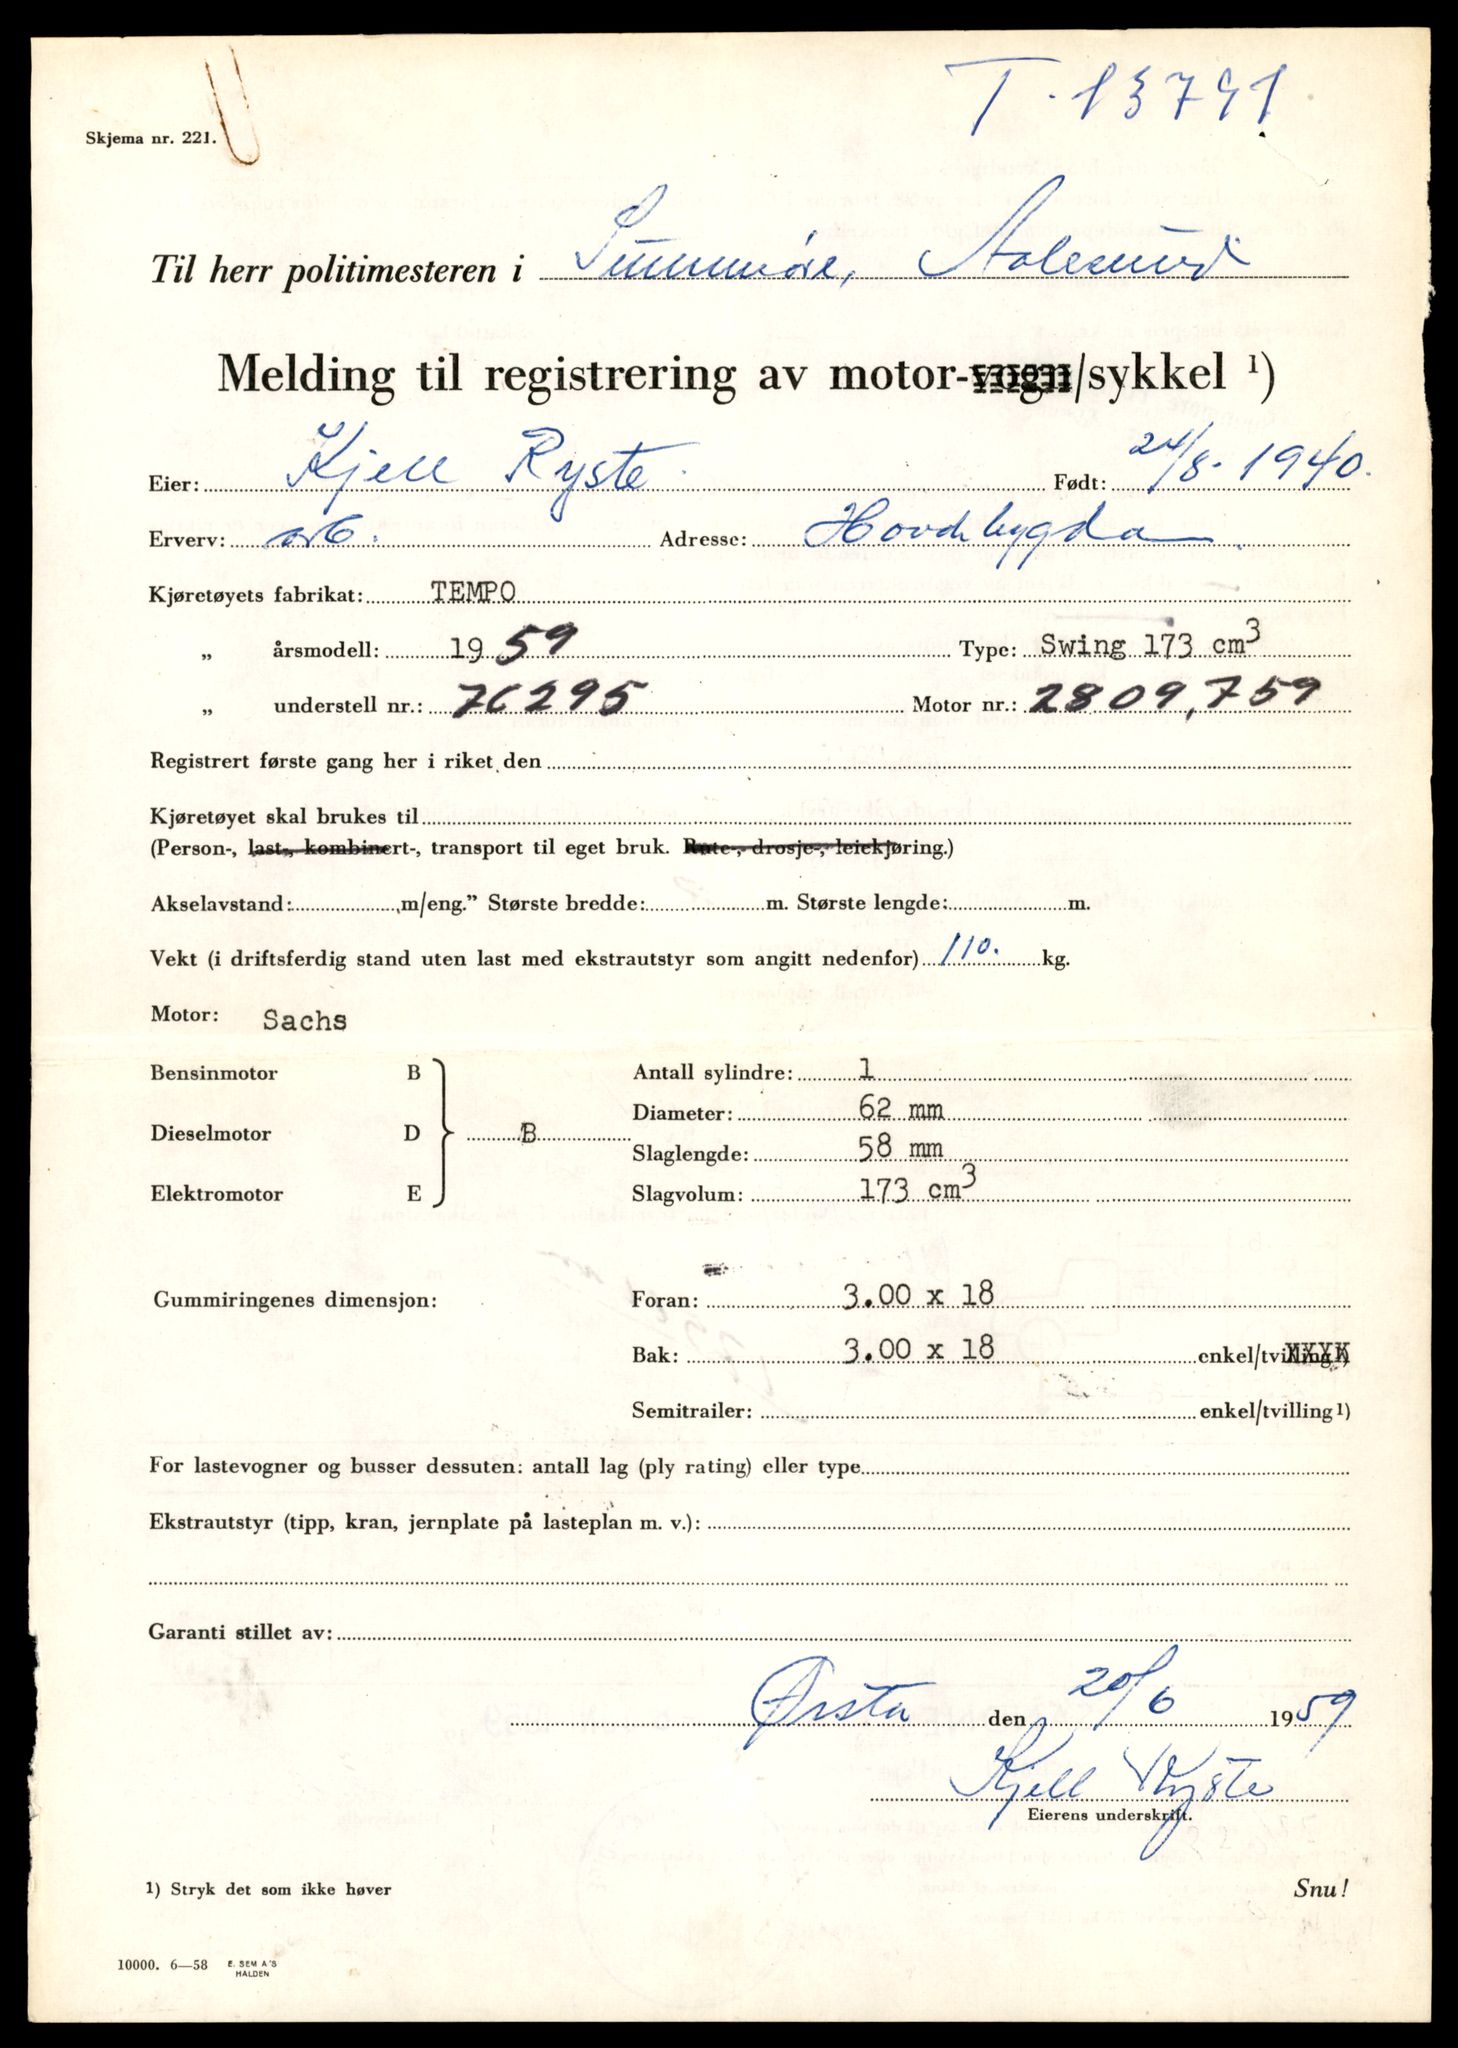 T-13791
Skjema nr. 221.
Til herr politimesteren i Sunnmøre, Aalesund
Melding til registrering av motor-vogn/sykkel ¹)
Eier: Kjell Ryste. Født: 24/8-1940.
Erverv: arb. Adresse: Hovdebygda.
Kjøretøyets fabrikat: TEMPO
„ årsmodell: 1959 Type: Swing 173 cm³
„ understell nr.: 76295 Motor nr.: 2809,759
Registrert første gang her i riket den
Kjøretøyet skal brukes til
(Person-, last-, kombinert-, transport til eget bruk. Rute-, drosje-, leiekjøring.)
Akselavstand: m/eng.” Største bredde: m. Største lengde: m.
Vekt (i driftsferdig stand uten last med ekstrautstyr som angitt nedenfor) 110. kg.
Motor: Sachs
Bensinmotor B Antall sylindre: 1
Diameter: 62 mm
Dieselmotor D B
Slaglengde: 58 mm
Elektromotor E Slagvolum: 173 cm³
Gummiringenes dimensjon: Foran: 3.00 x 18
Bak: 3.00 x 18 enkel/tvilling¹)
Semitrailer: enkel/tvilling¹)
For lastevogner og busser dessuten: antall lag (ply rating) eller type
Ekstrautstyr (tipp, kran, jernplate på lasteplan m. v.):
Garanti stillet av:
Ørsta den 20/6 1959
Kjell Ryste
Eierens underskrift.
¹) Stryk det som ikke høver Snu!
10000. 6—58 E. SEM A'S
HALDEN